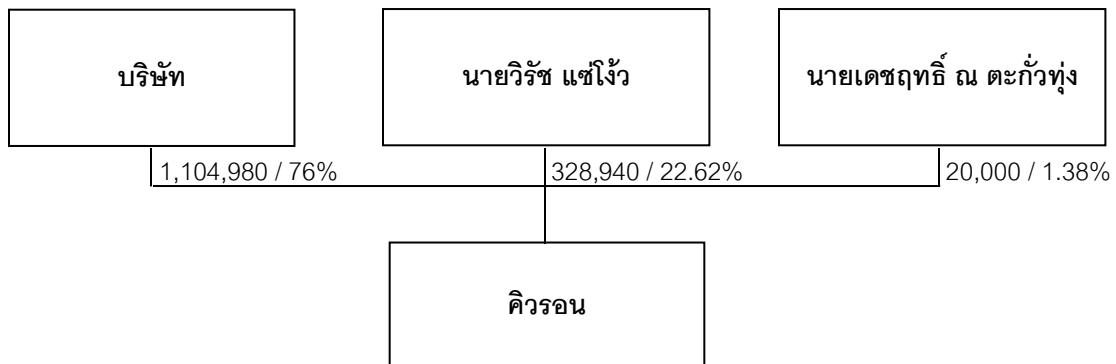 บริษัท
นายวิรัช แซ่โง้ว
นายเดชฤทธิ์ ณ ตะกั่วทุ่ง
1,104,980 / 76%
328,940 / 22.62%
20,000 / 1.38%
คิวรอน